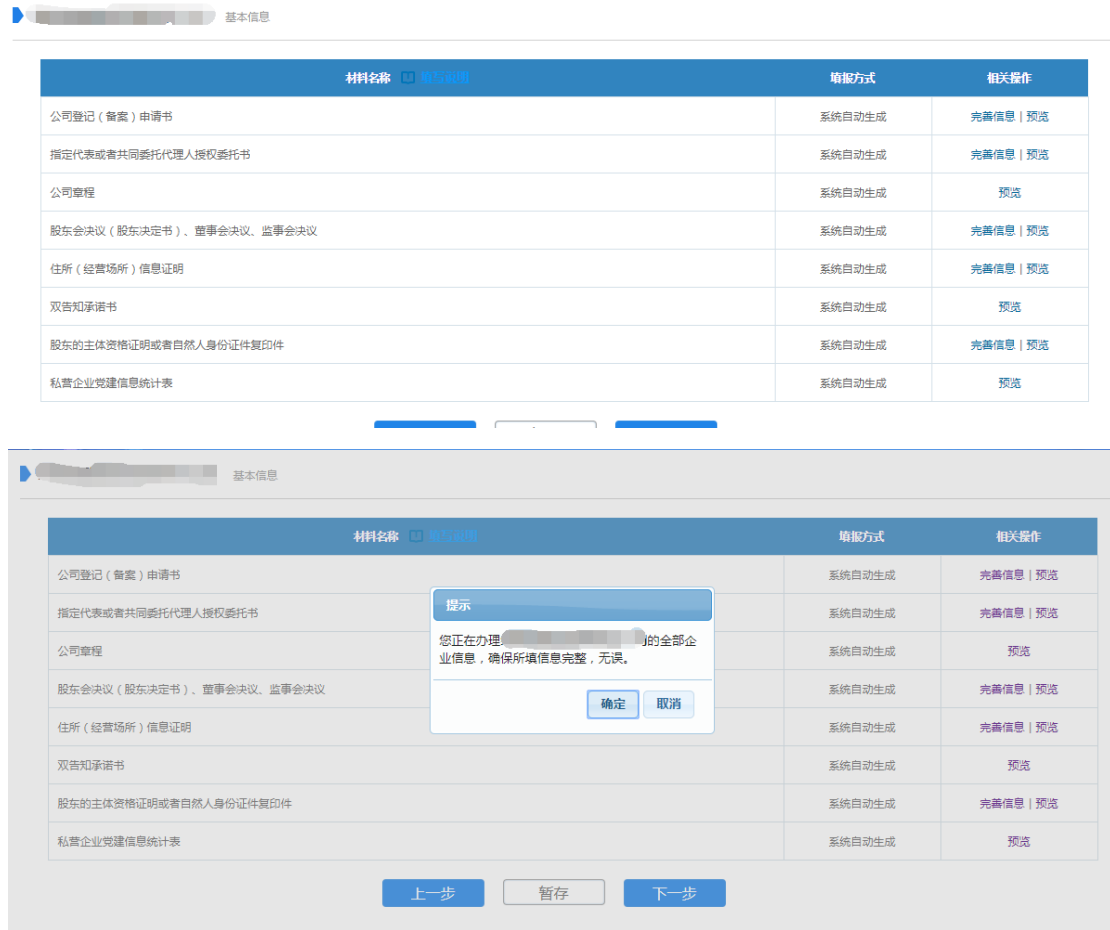 基本信息
材料名称 填写说明 填报方式 相关操作
公司登记（备案）申请书 系统自动生成 完善信息 | 预览
指定代表或者共同委托代理人授权委托书 系统自动生成 完善信息 | 预览
公司章程 系统自动生成 预览
股东会决议（股东决定书）、董事会决议、监事会决议 系统自动生成 完善信息 | 预览
住所（经营场所）信息证明 系统自动生成 完善信息 | 预览
双告知承诺书 系统自动生成 预览
股东的主体资格证明或者自然人身份证件复印件 系统自动生成 完善信息 | 预览
私营企业党建信息统计表 系统自动生成 预览
基本信息
材料名称 填写说明 填报方式 相关操作
公司登记（备案）申请书 系统自动生成 完善信息 | 预览
指定代表或者共同委托代理人授权委托书 系统自动生成 完善信息 | 预览
公司章程 系统自动生成 预览
股东会决议（股东决定书）、董事会决议、监事会决议 系统自动生成 完善信息 | 预览
住所（经营场所）信息证明 系统自动生成 完善信息 | 预览
双告知承诺书 系统自动生成 预览
股东的主体资格证明或者自然人身份证件复印件 系统自动生成 完善信息 | 预览
私营企业党建信息统计表 系统自动生成 预览
提示
您正在办理 的全部企
业信息，确保所填信息完整，无误。
确定 取消
上一步 暂存 下一步